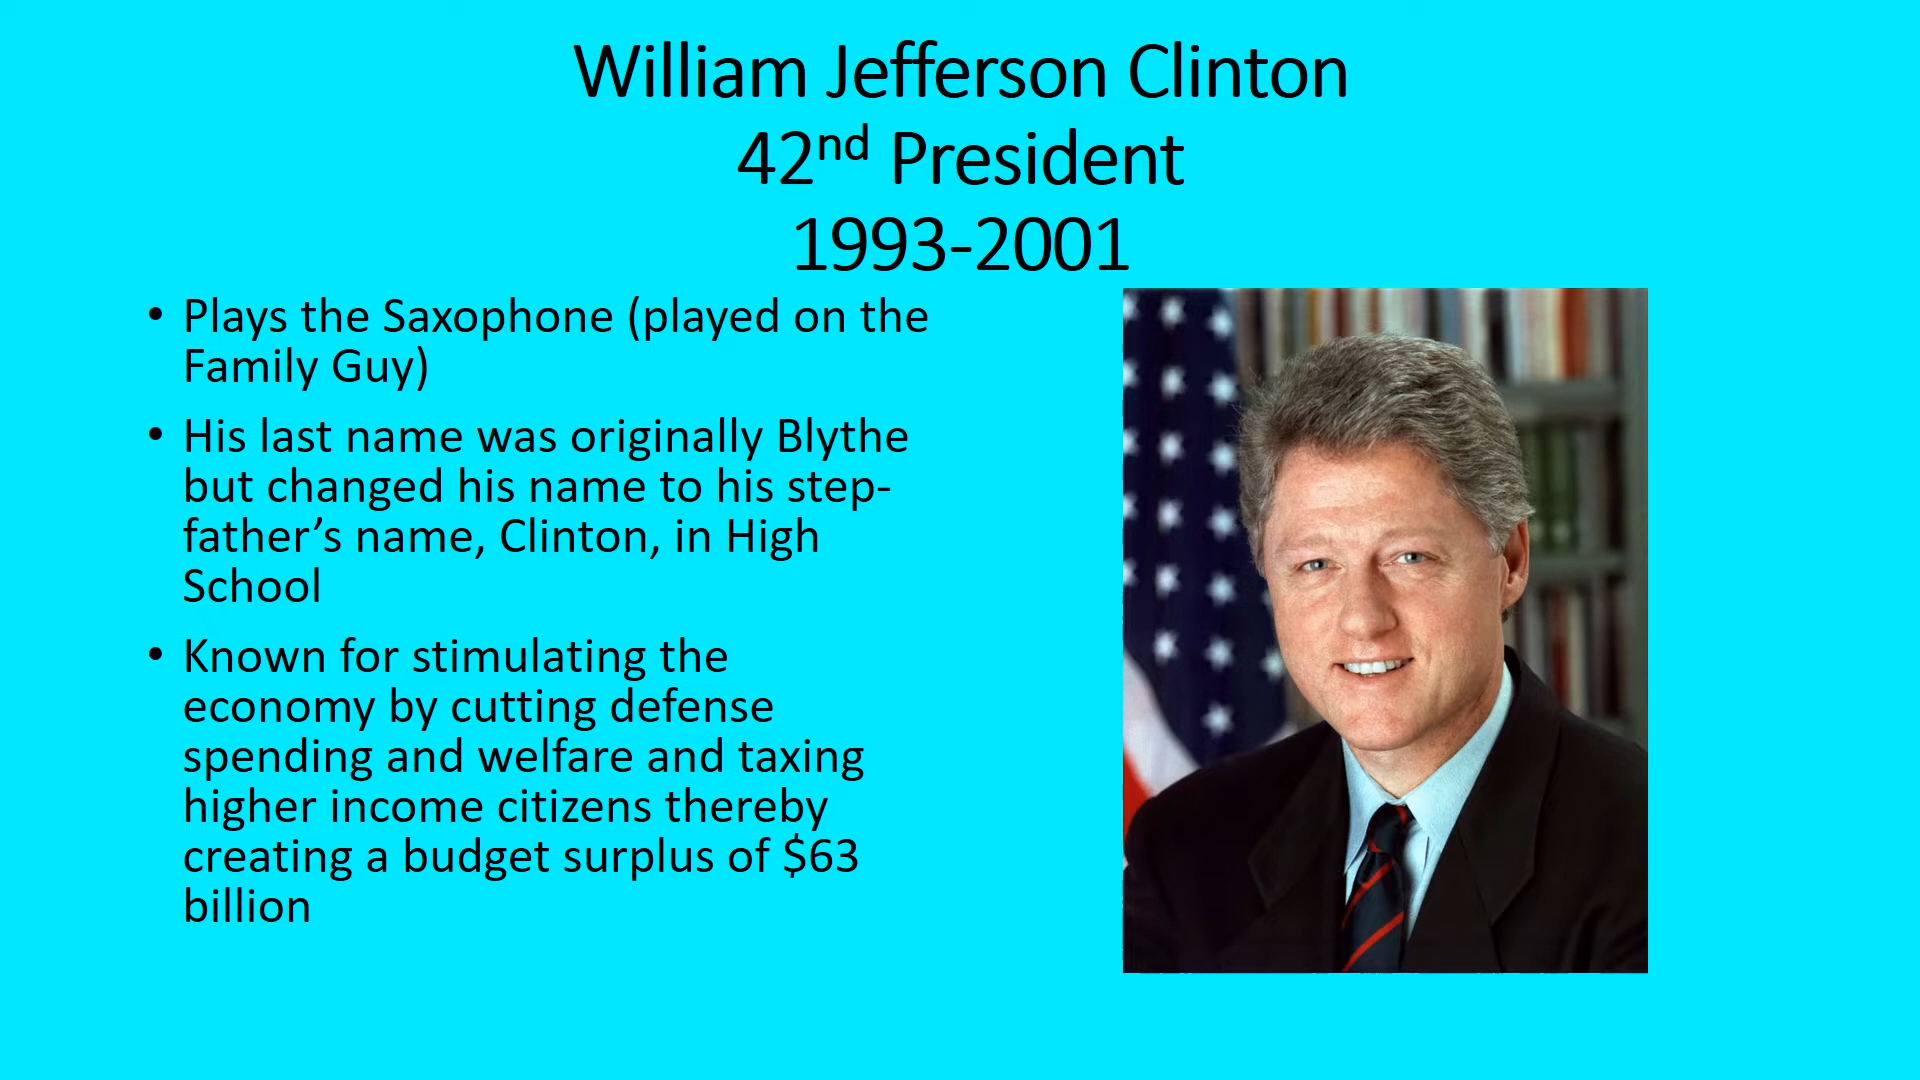 William Jefferson Clinton
42nd President
1993-2001
• Plays the Saxophone (played on the
Family Guy)
• His last name was originally Blythe
but changed his name to his step-
father’s name, Clinton, in High
School
• Known for stimulating the
economy by cutting defense
spending and welfare and taxing
higher income citizens thereby
creating a budget surplus of $63
billion